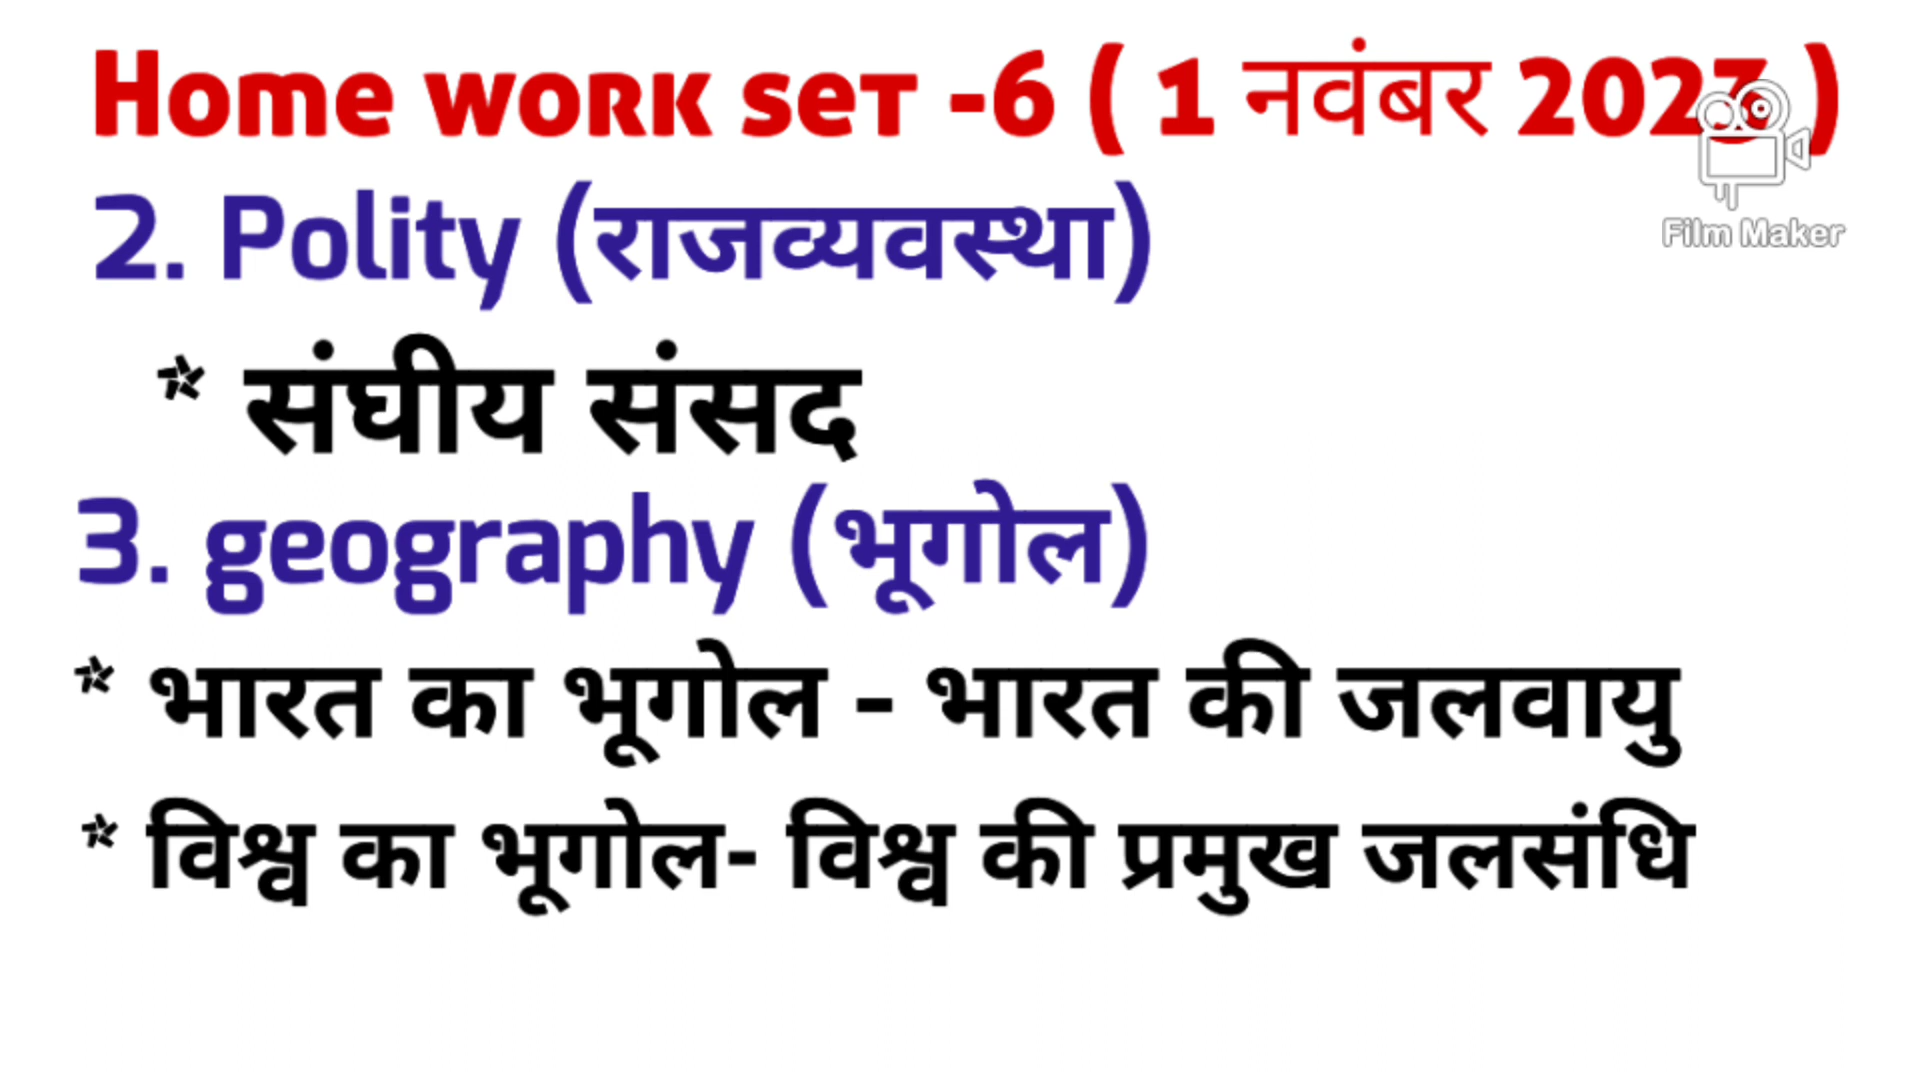 Home work set -6 ( 1 नवंबर 2023 )
Film Maker
2. Polity (राजव्यवस्था)
* संघीय संसद
3. geography (भूगोल)
* भारत का भूगोल - भारत की जलवायु
* विश्व का भूगोल- विश्व की प्रमुख जलसंधि